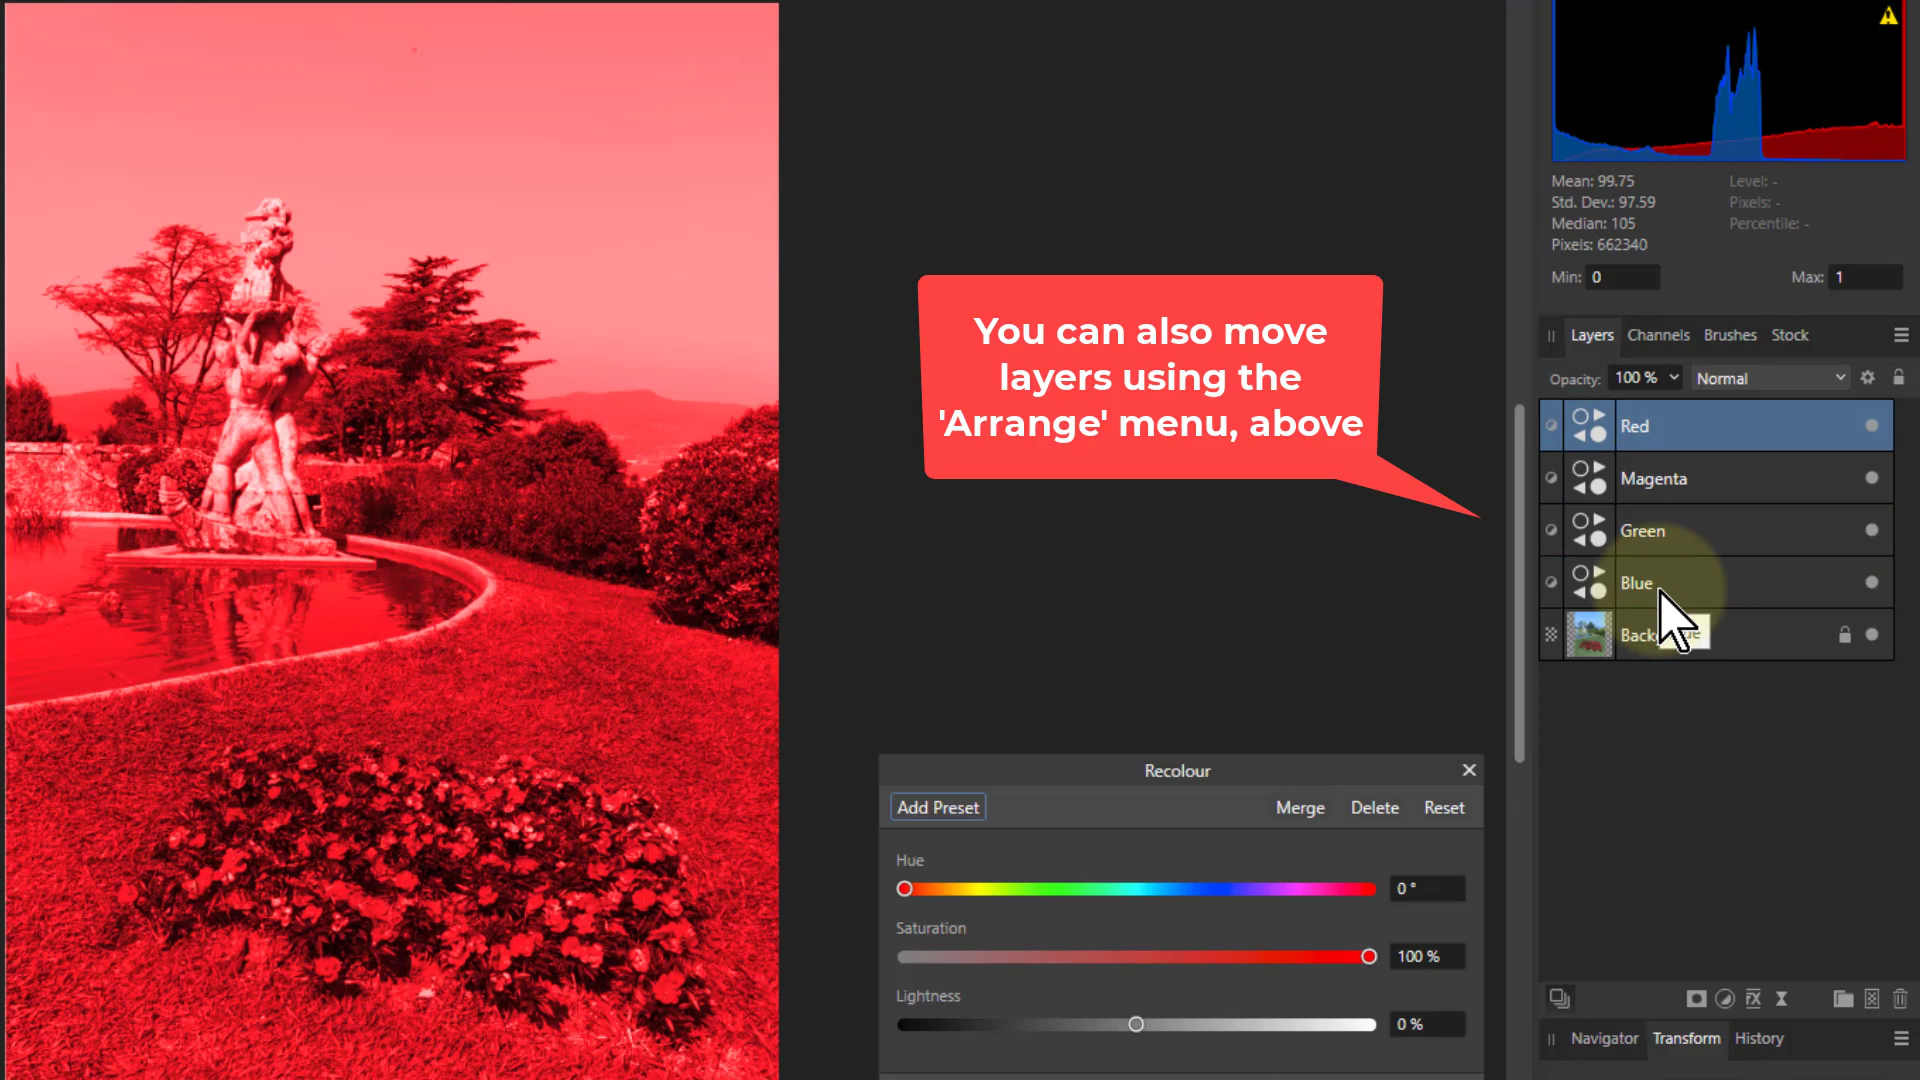 Mean: 99.75
Std. Dev.: 97.59
Median: 105
Pixels: 662340
Level: -
Pixels: -
Percentile: -
Min: 0
Max: 1
Layers Channels Brushes Stock
Opacity: 100 % Normal
Red
Magenta
Green
Blue
You can also move
layers using the
'Arrange' menu, above
Recolour
Add Preset Merge Delete Reset
Hue
0 °
Saturation
100 %
Lightness
0 %
Navigator Transform History